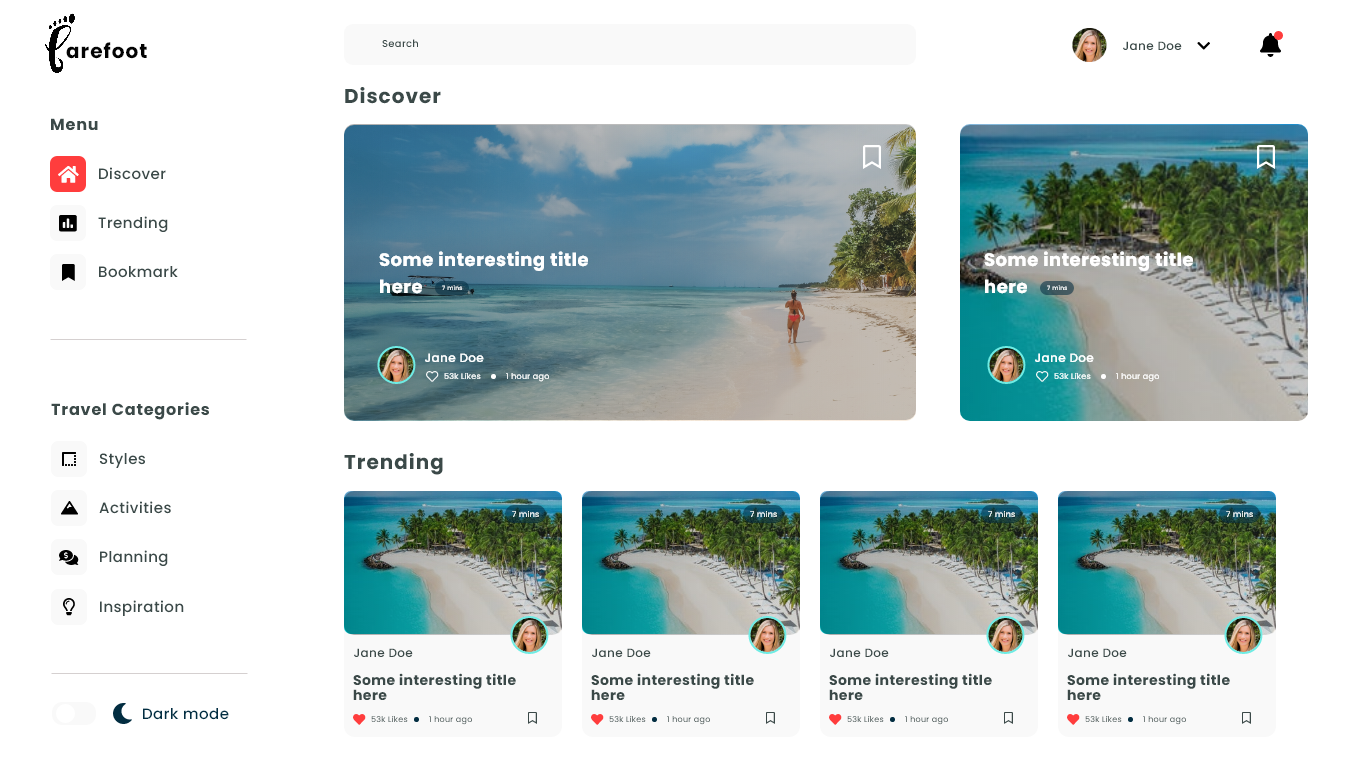 Barefoot
Search
Jane Doe
Menu
Discover
Trending
Bookmark
Travel Categories
Styles
Activities
Planning
Inspiration
Dark mode
Discover
Some interesting title
here 7 mins
Jane Doe
53k Likes • 1 hour ago
Some interesting title
here 7 mins
Jane Doe
53k Likes • 1 hour ago
Trending
7 mins
Jane Doe
Some interesting title
here
53k Likes • 1 hour ago
7 mins
Jane Doe
Some interesting title
here
53k Likes • 1 hour ago
7 mins
Jane Doe
Some interesting title
here
53k Likes • 1 hour ago
7 mins
Jane Doe
Some interesting title
here
53k Likes • 1 hour ago